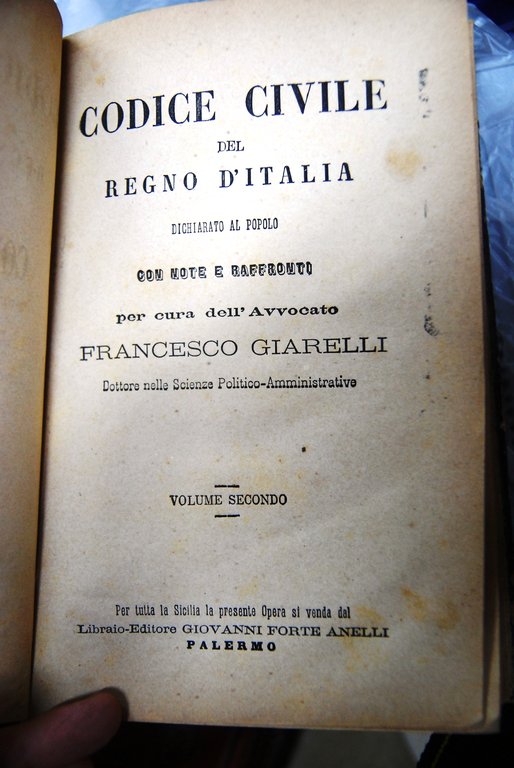 CODICE CIVILE
DEL
REGNO D'ITALIA
DICHIARATO AL POPOLO
CON NOTE E RAFFRONTI
per cura dell'Avvocato
FRANCESCO GIARELLI
Dottore nelle Scienze Politico-Amministrative
VOLUME SECONDO
Per tutta la Sicilia la presente Opera si venda dal
Libraio-Editore GIOVANNI FORTE ANELLI
PALERMO